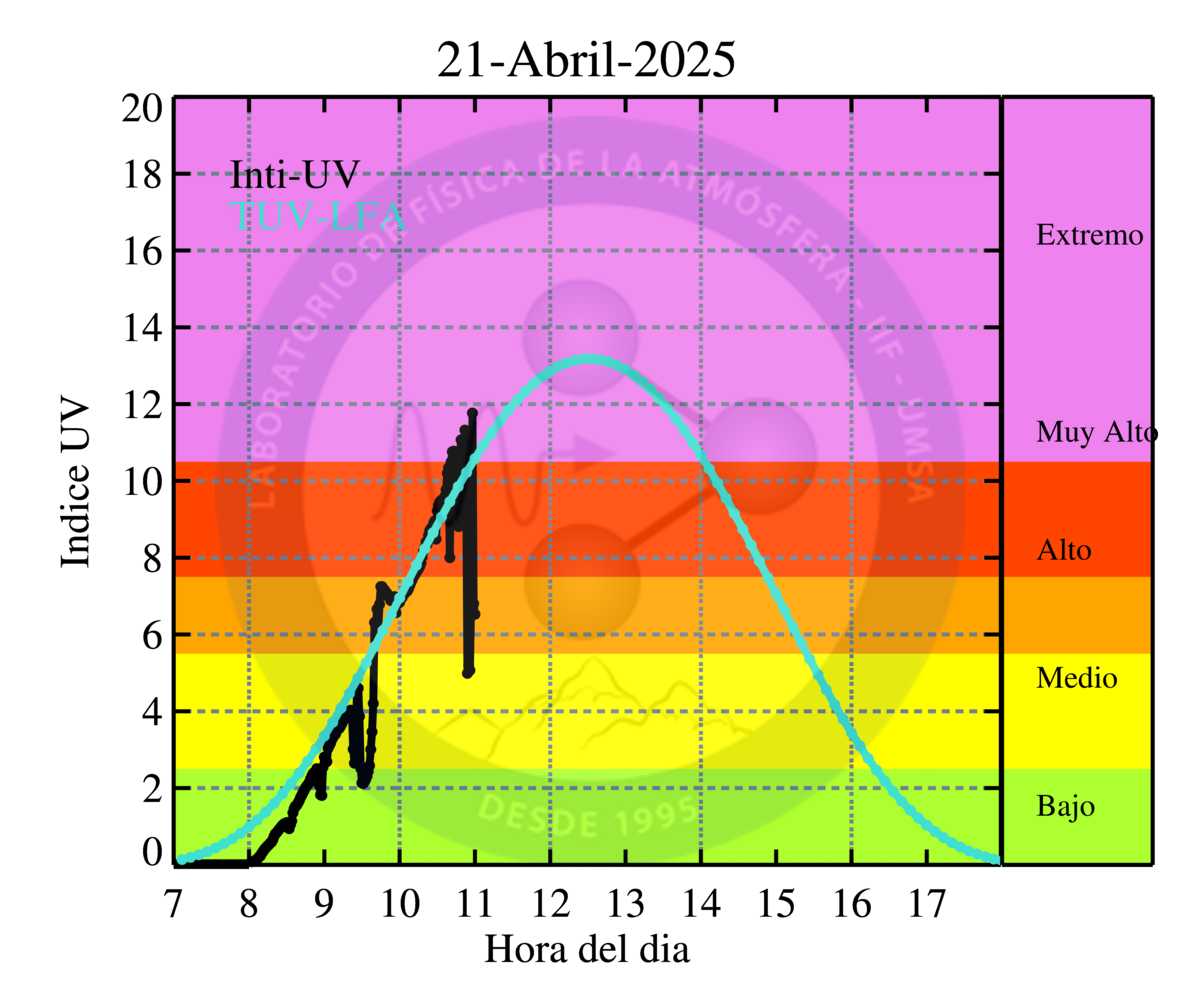 21-Abril-2025
20
18
16
14
12
10
8
6
4
2
0
Indice UV
Inti-UV
TUV-LFA
LABORATORIO DE FÍSICA DE LA ATMÓSFERA - IIF - UMSA
DESDE 1995
Extremo
Muy Alto
Alto
Medio
Bajo
7 8 9 10 11 12 13 14 15 16 17
Hora del dia